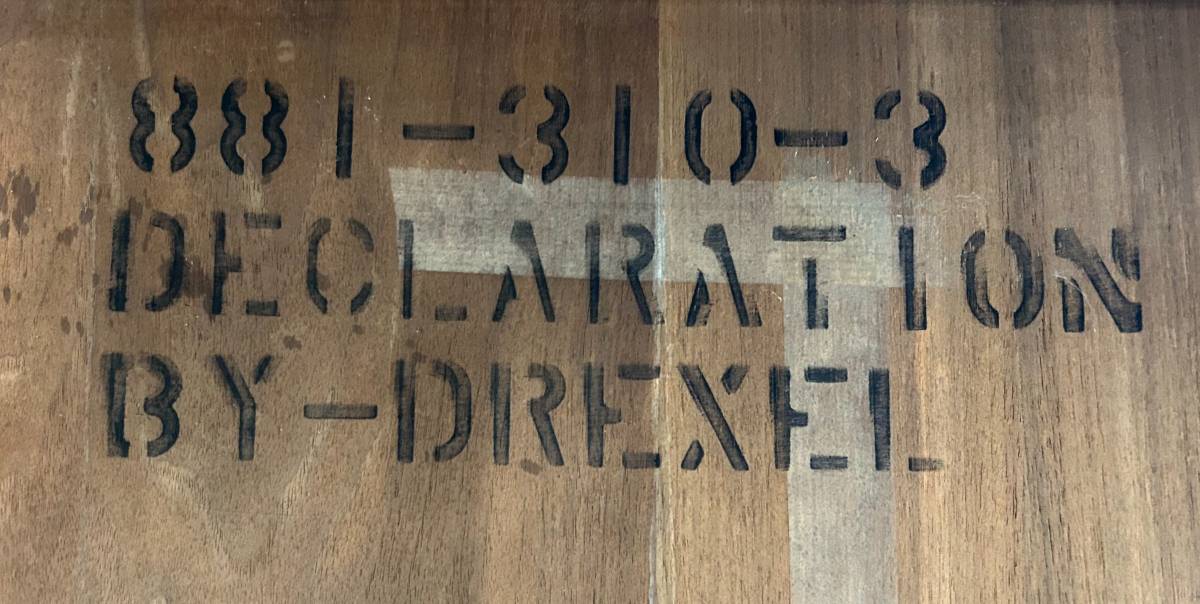 881-310-3
DECLARATION
BY-DREXEL